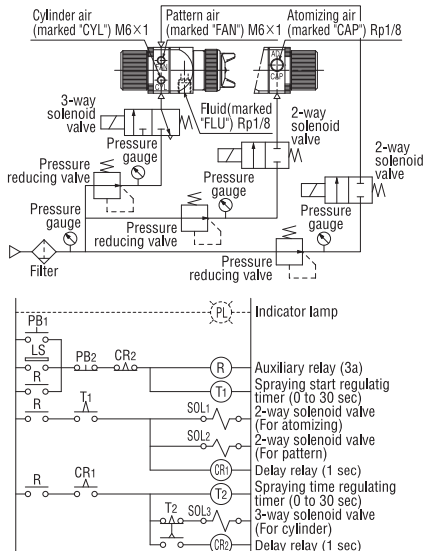 Cylinder air
(marked "CYL") M6×1
Pattern air
(marked "FAN") M6×1
Atomizing air
(marked "CAP") Rp1/8
FAN
CYL
ADJ
CAP
3-way
solenoid
valve
Fluid(marked
"FLU") Rp1/8
2-way
solenoid
valve
2-way
solenoid
valve
Pressure
gauge
Pressure
reducing valve
Pressure
gauge
Pressure
gauge
Pressure
gauge
Pressure
reducing valve
Pressure
reducing valve
Filter
PL
Indicator lamp
PB1
LS
R
PB2
CR2
R
Auxiliary relay (3a)
T1
Spraying start regulatig
timer (0 to 30 sec)
R
T1
SOL1
2-way solenoid valve
(For atomizing)
SOL2
2-way solenoid valve
(For pattern)
CR1
Delay relay (1 sec)
R
CR1
T2
Spraying time regulating
timer (0 to 30 sec)
T2
SOL3
3-way solenoid valve
(For cylinder)
CR2
Delay relay (1 sec)